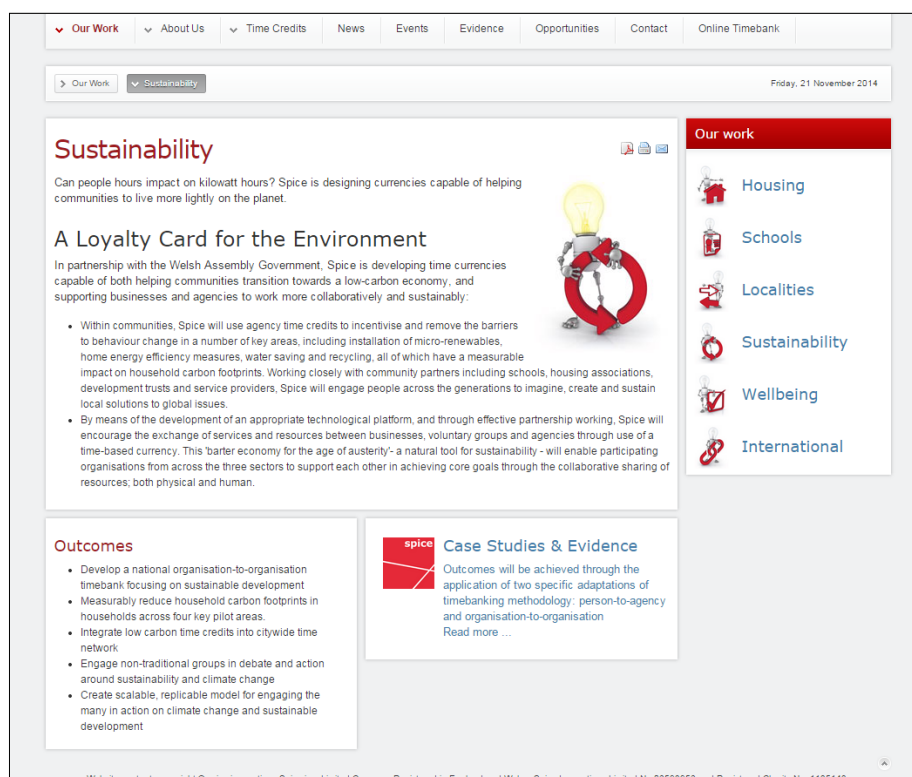 Our Work
About Us
Time Credits
News
Events
Evidence
Opportunities
Contact
Online Timebank
Our Work
Sustainability
Friday, 21 November 2014
Sustainability
Can people hours impact on kilowatt hours? Spice is designing currencies capable of helping
communities to live more lightly on the planet.
A Loyalty Card for the Environment
In partnership with the Welsh Assembly Government, Spice is developing time currencies
capable of both helping communities transition towards a low-carbon economy, and
supporting businesses and agencies to work more collaboratively and sustainably:
Within communities, Spice will use agency time credits to incentivise and remove the barriers
to behaviour change in a number of key areas, including installation of micro-renewables,
home energy efficiency measures, water saving and recycling, all of which have a measurable
impact on household carbon footprints. Working closely with community partners including schools, housing associations,
development trusts and service providers, Spice will engage people across the generations to imagine, create and sustain
local solutions to global issues.
By means of the development of an appropriate technological platform, and through effective partnership working, Spice will
encourage the exchange of services and resources between businesses, voluntary groups and agencies through use of a
time-based currency. This 'barter economy for the age of austerity'- a natural tool for sustainability - will enable participating
organisations from across the three sectors to support each other in achieving core goals through the collaborative sharing of
resources; both physical and human.
Our work
Housing
Schools
Localities
Sustainability
Wellbeing
International
Outcomes
Develop a national organisation-to-organisation
timebank focusing on sustainable development
Measurably reduce household carbon footprints in
households across four key pilot areas.
Integrate low carbon time credits into citywide time
network
Engage non-traditional groups in debate and action
around sustainability and climate change
Create scalable, replicable model for engaging the
many in action on climate change and sustainable
development
spice
Case Studies & Evidence
Outcomes will be achieved through the
application of two specific adaptations of
timebanking methodology: person-to-agency
and organisation-to-organisation
Read more ...